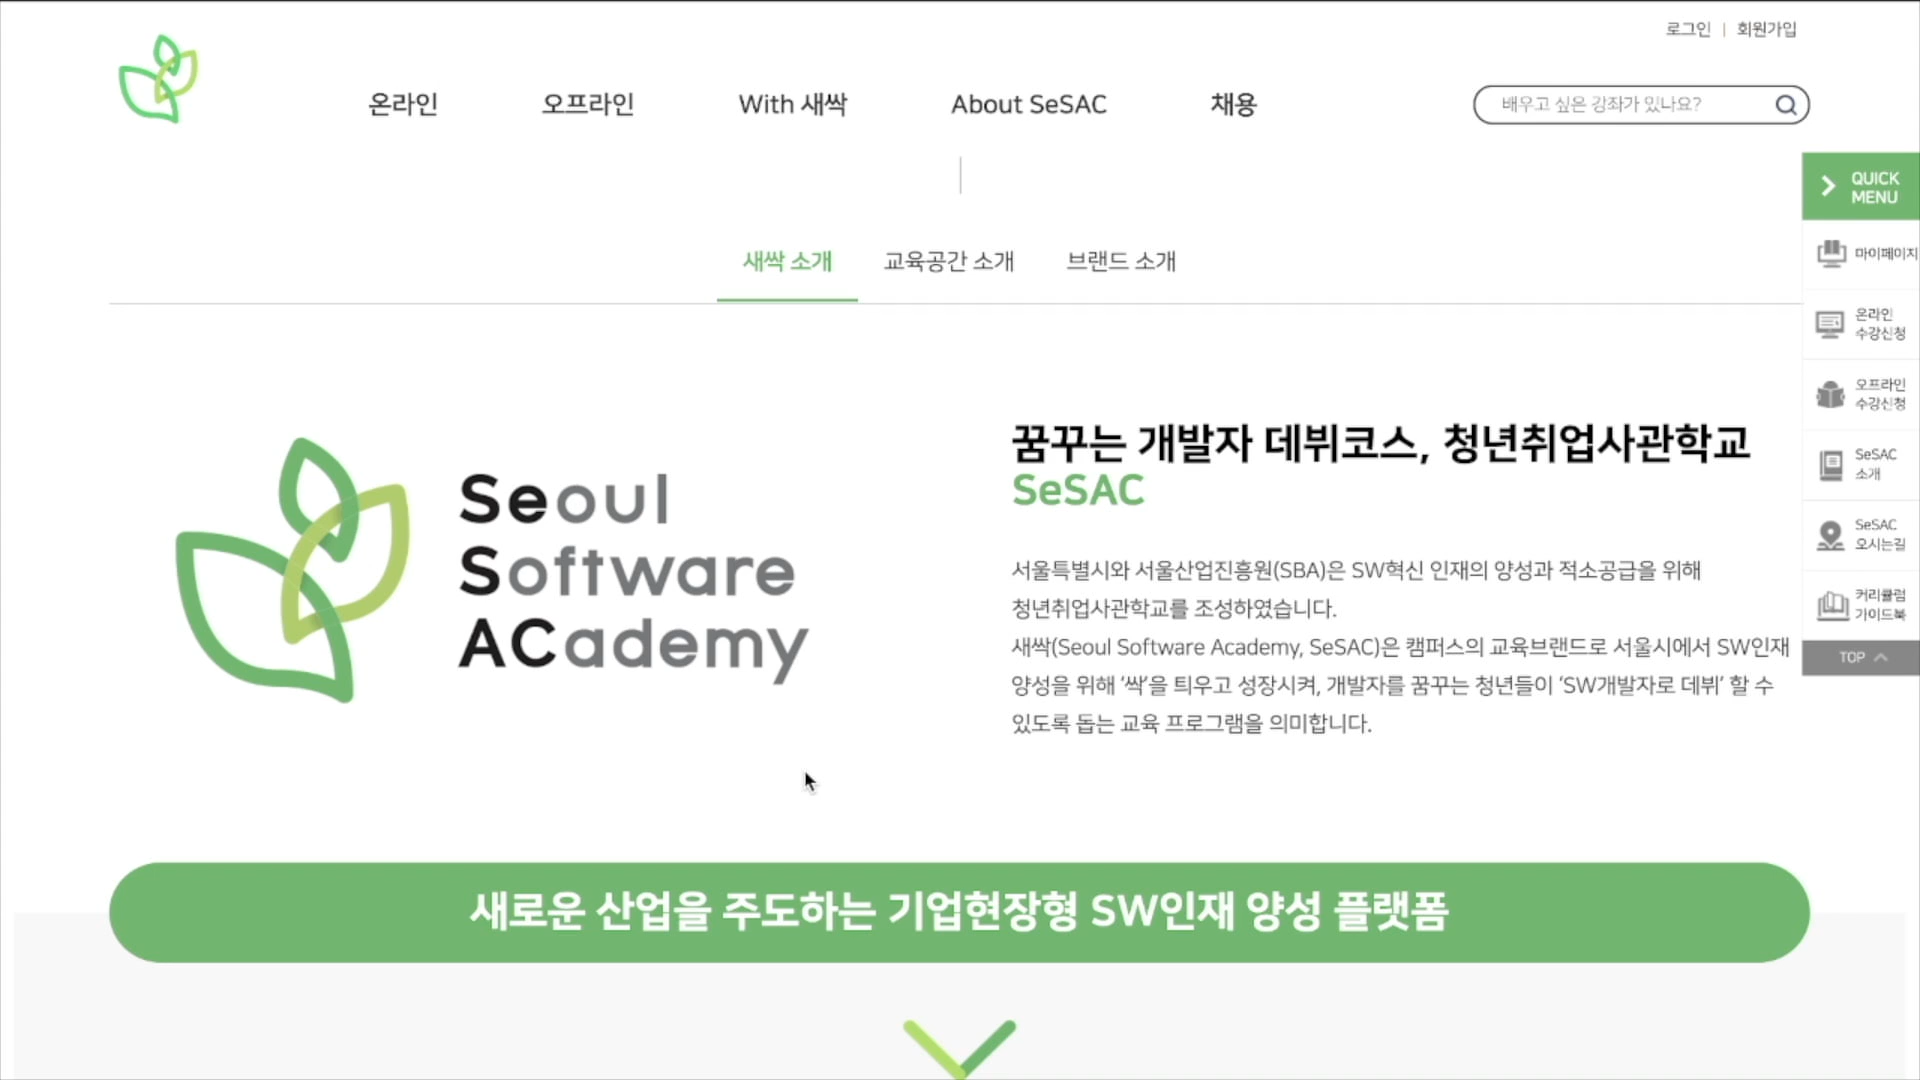 로그인 | 회원가입
온라인 오프라인 With 새싹 About SeSAC 채용
배우고 싶은 강좌가 있나요?
새싹 소개 교육공간 소개 브랜드 소개
Seoul
Software
ACademy
꿈꾸는 개발자 데뷔코스, 청년취업사관학교
SeSAC
서울특별시와 서울산업진흥원(SBA)은 SW혁신 인재의 양성과 적소공급을 위해
청년취업사관학교를 조성하였습니다.
새싹(Seoul Software Academy, SeSAC)은 캠퍼스의 교육브랜드로 서울시에서 SW인재
양성을 위해 ‘싹’을 틔우고 성장시켜, 개발자를 꿈꾸는 청년들이 ‘SW개발자로 데뷔’ 할 수
있도록 돕는 교육 프로그램을 의미합니다.
새로운 산업을 주도하는 기업현장형 SW인재 양성 플랫폼
QUICK
MENU
마이페이지
온라인
수강신청
오프라인
수강신청
SeSAC
소개
SeSAC
오시는길
커리큘럼
가이드북
TOP